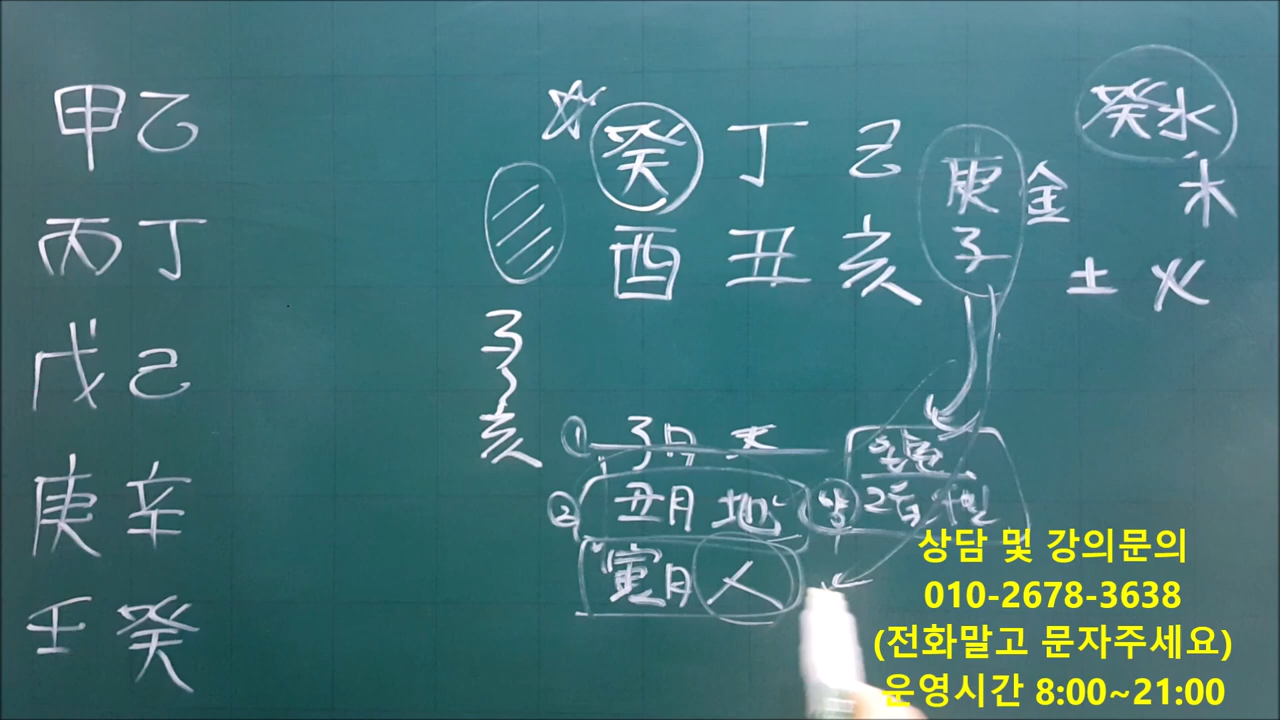 甲乙
丙丁
戊己
庚辛
壬癸
癸丁己庚
酉丑亥子
子
亥
① 子月 天
② 丑月 地
寅月 人
癸水
金 木
土 火
상담 및 강의문의
010-2678-3638
(전화말고 문자주세요)
운영시간 8:00~21:00